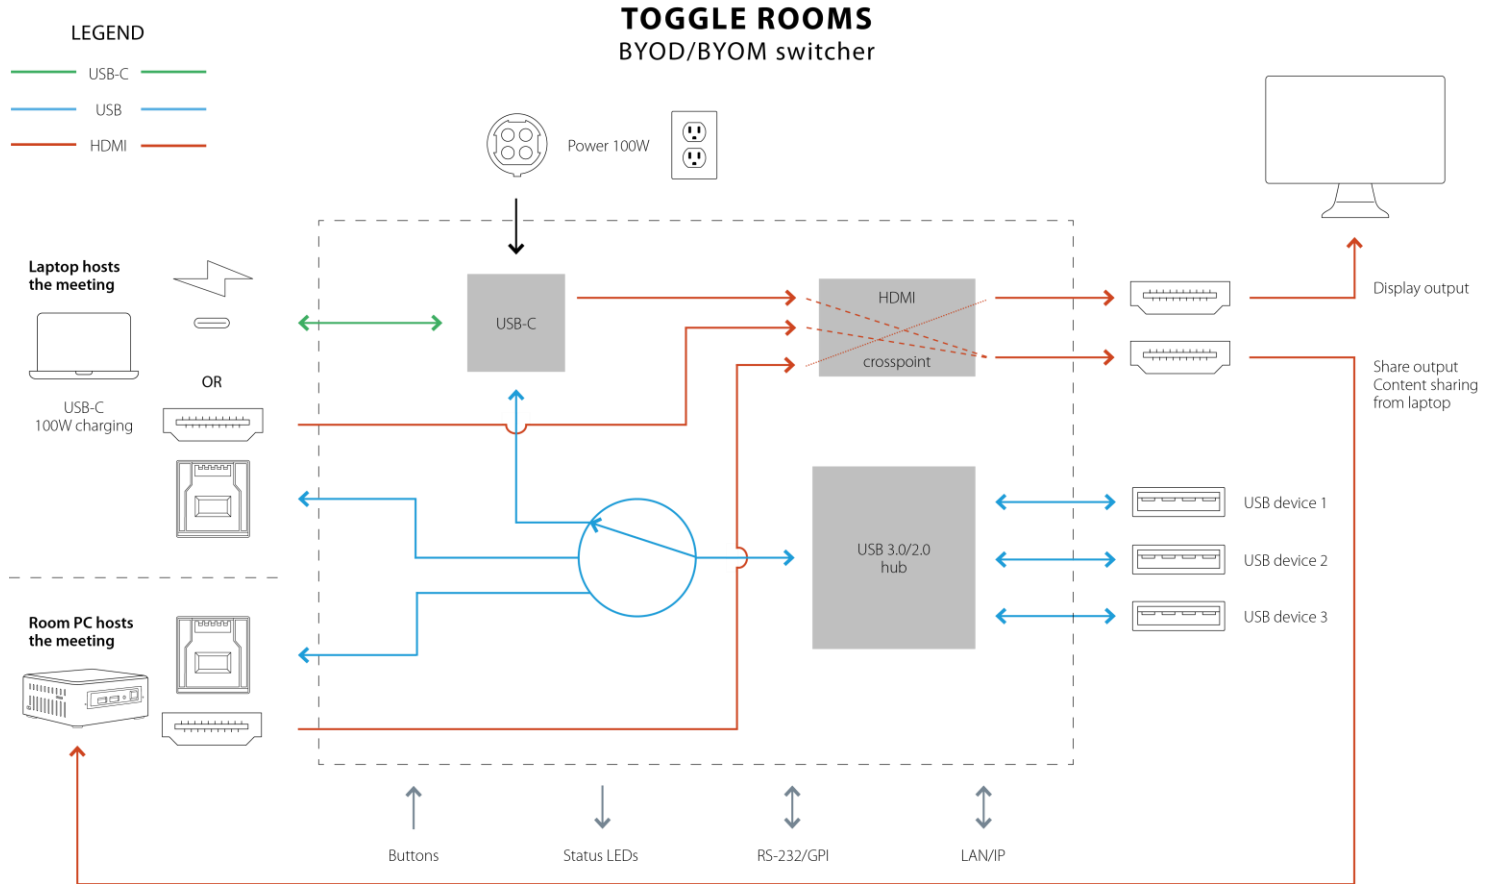 TOGGLE ROOMS
BYOD/BYOM switcher
LEGEND
USB-C
USB
HDMI
Power 100W
Laptop hosts
the meeting
USB-C
100W charging
OR
USB-C
HDMI
crosspoint
Display output
Share output
Content sharing
from laptop
USB 3.0/2.0
hub
USB device 1
USB device 2
USB device 3
Room PC hosts
the meeting
Buttons
Status LEDs
RS-232/GPI
LAN/IP